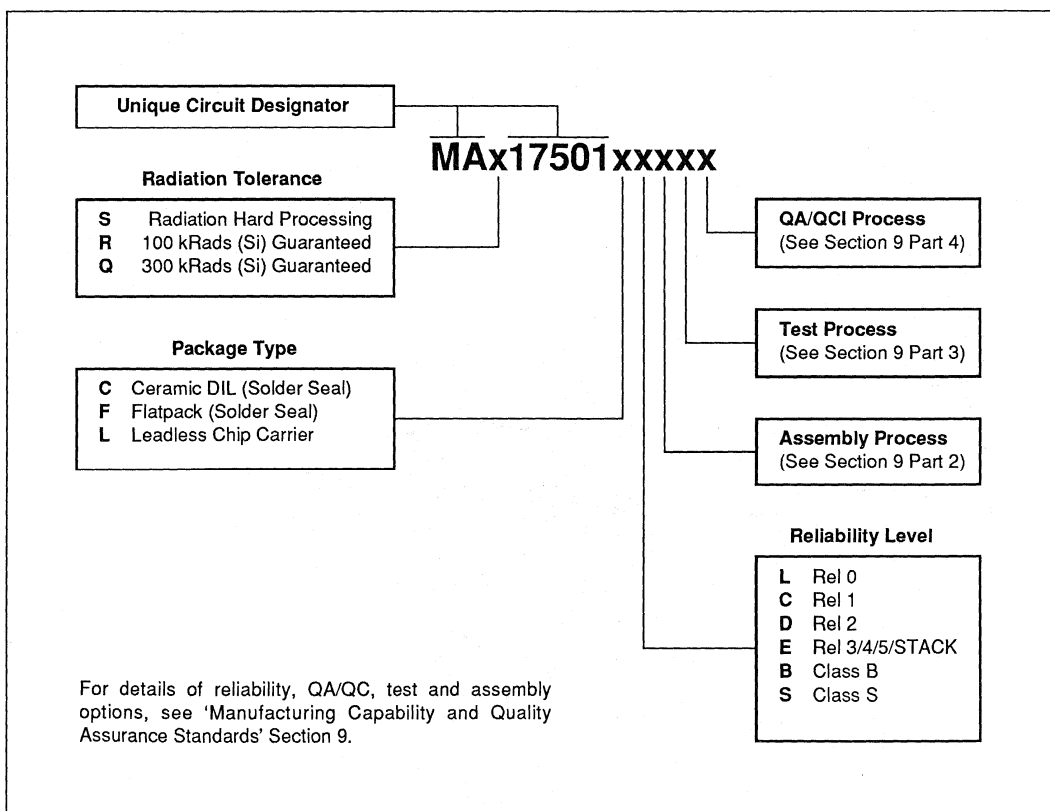 Unique Circuit Designator
MAx17501xxxxx
Radiation Tolerance
S Radiation Hard Processing
R 100 kRads (Si) Guaranteed
Q 300 kRads (Si) Guaranteed
Package Type
C Ceramic DIL (Solder Seal)
F Flatpack (Solder Seal)
L Leadless Chip Carrier
QA/QCI Process
(See Section 9 Part 4)
Test Process
(See Section 9 Part 3)
Assembly Process
(See Section 9 Part 2)
Reliability Level
L Rel 0
C Rel 1
D Rel 2
E Rel 3/4/5/STACK
B Class B
S Class S
For details of reliability, QA/QC, test and assembly
options, see 'Manufacturing Capability and Quality
Assurance Standards' Section 9.